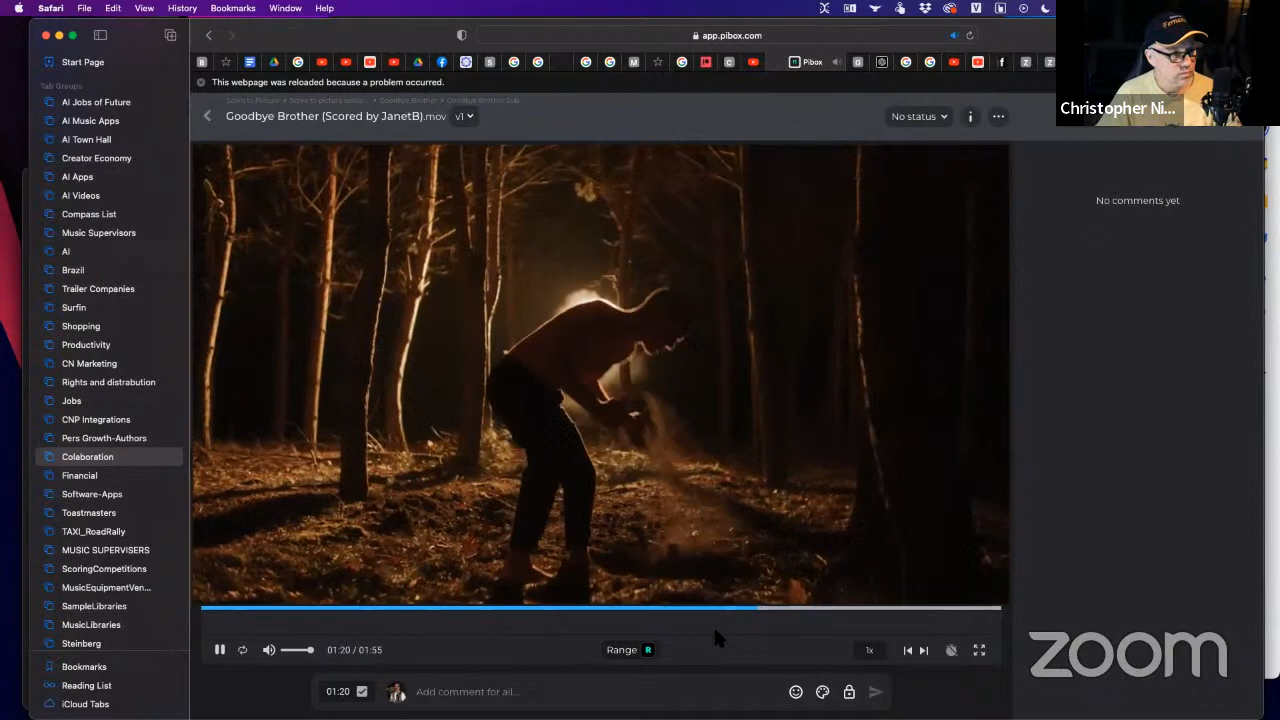 Safari File Edit View History Bookmarks Window Help
app.pibox.com
Start Page
Pibox
This webpage was reloaded because a problem occurred.
Tab Groups
AI Jobs of Future
AI Music Apps
AI Town Hall
Creator Economy
AI Apps
AI Videos
Compass List
Music Supervisors
AI
Brazil
Trailer Companies
Surfin
Shopping
Productivity
CN Marketing
Rights and distrabution
Jobs
CNP Integrations
Pers Growth-Authors
Colaboration
Financial
Software-Apps
Toastmasters
TAXI_RoadRally
MUSIC SUPERVISERS
ScoringCompetitions
MusicEquipmentVen...
SampleLibraries
MusicLibraries
Steinberg
Bookmarks
Reading List
iCloud Tabs
Goodbye Brother (Scored by JanetB).mov v1
No status
Christopher Ni...
No comments yet
01:20 / 01:55
Range R
1x
01:20 Add comment for all...
zoom